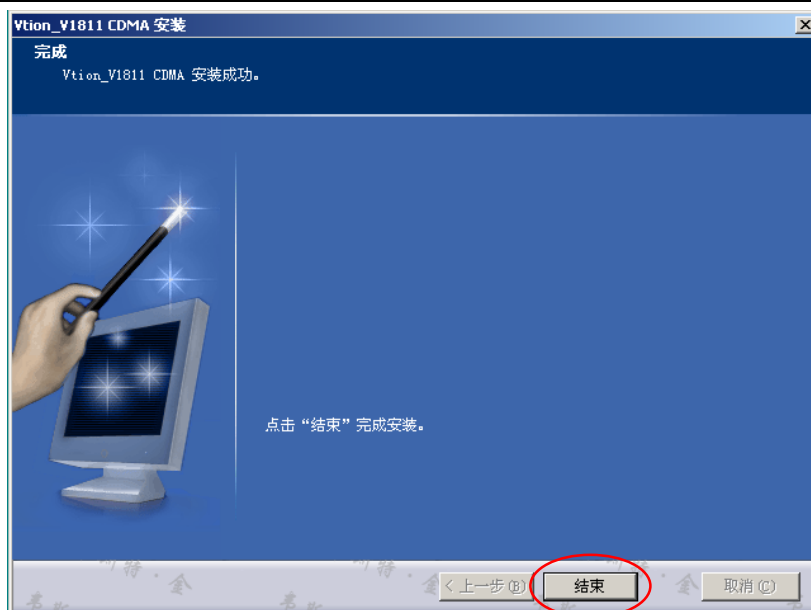 Vtion_V1811 CDMA 安装
完成
Vtion_V1811 CDMA 安装成功。
点击“结束”完成安装。
< 上一步(B)
结束
取消(C)